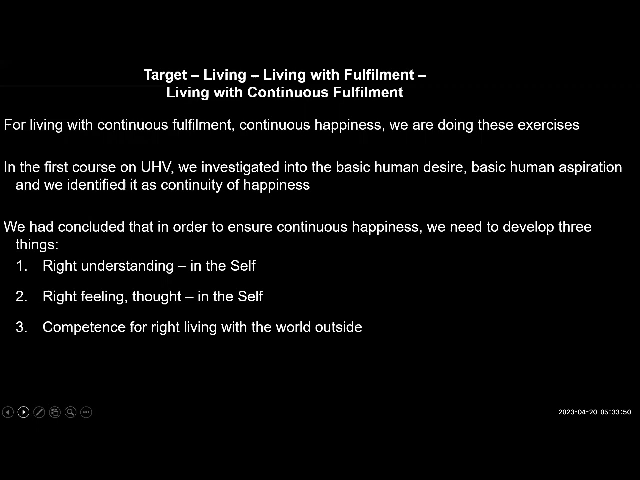 Target – Living – Living with Fulfilment –
Living with Continuous Fulfilment
For living with continuous fulfilment, continuous happiness, we are doing these exercises
In the first course on UHV, we investigated into the basic human desire, basic human aspiration
and we identified it as continuity of happiness
We had concluded that in order to ensure continuous happiness, we need to develop three
things:
1. Right understanding – in the Self
2. Right feeling, thought – in the Self
3. Competence for right living with the world outside
2023-04-20 05:33:50